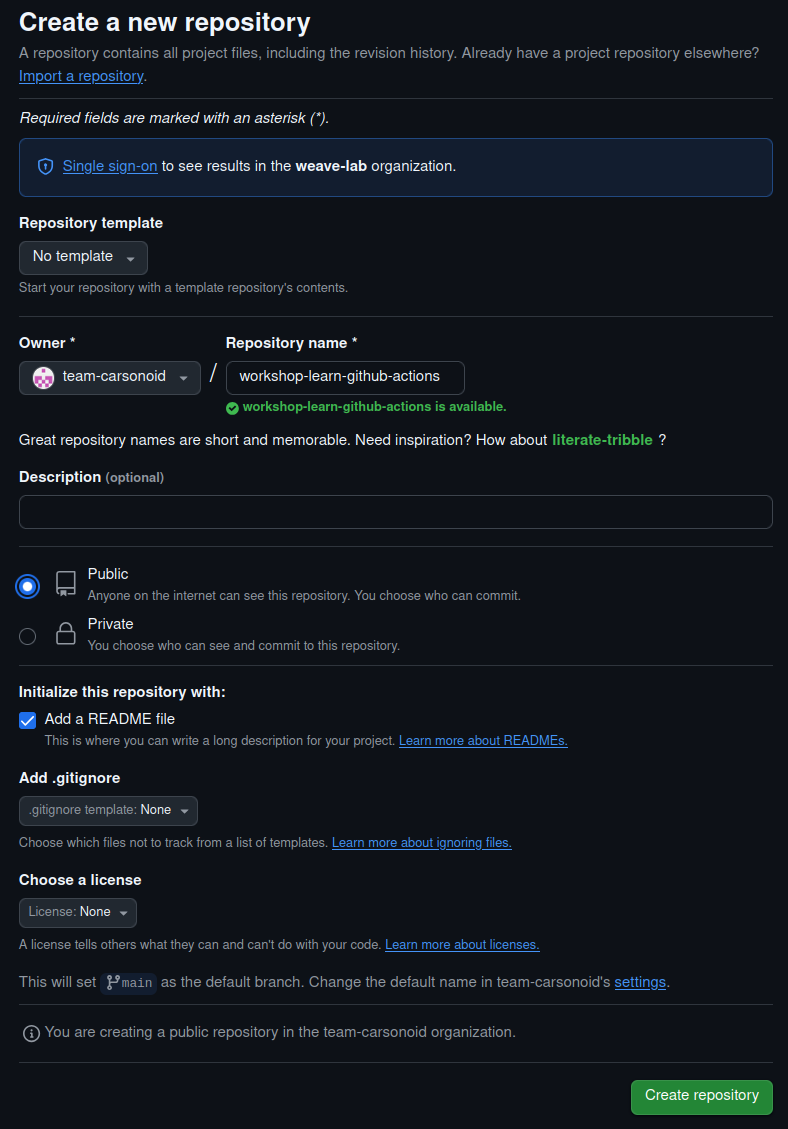 Create a new repository
A repository contains all project files, including the revision history. Already have a project repository elsewhere?
Import a repository.
Required fields are marked with an asterisk (*).
Single sign-on to see results in the weave-lab organization.
Repository template
No template
Start your repository with a template repository's contents.
Owner * Repository name *
team-carsonoid / workshop-learn-github-actions
workshop-learn-github-actions is available.
Great repository names are short and memorable. Need inspiration? How about literate-tribble ?
Description (optional)
Public
Anyone on the internet can see this repository. You choose who can commit.
Private
You choose who can see and commit to this repository.
Initialize this repository with:
Add a README file
This is where you can write a long description for your project. Learn more about READMEs.
Add .gitignore
.gitignore template: None
Choose which files not to track from a list of templates. Learn more about ignoring files.
Choose a license
License: None
A license tells others what they can and can't do with your code. Learn more about licenses.
This will set main as the default branch. Change the default name in team-carsonoid's settings.
You are creating a public repository in the team-carsonoid organization.
Create repository